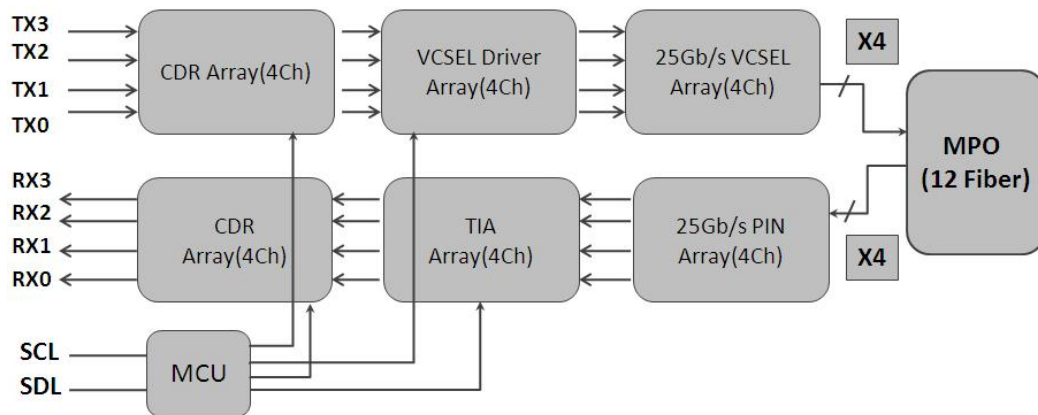 TX3
TX2
TX1
TX0
CDR Array(4Ch)
VCSEL Driver
Array(4Ch)
25Gb/s VCSEL
Array(4Ch)
X4
MPO
(12 Fiber)
RX3
RX2
RX1
RX0
CDR
Array(4Ch)
TIA
Array(4Ch)
25Gb/s PIN
Array(4Ch)
X4
SCL
SDL
MCU